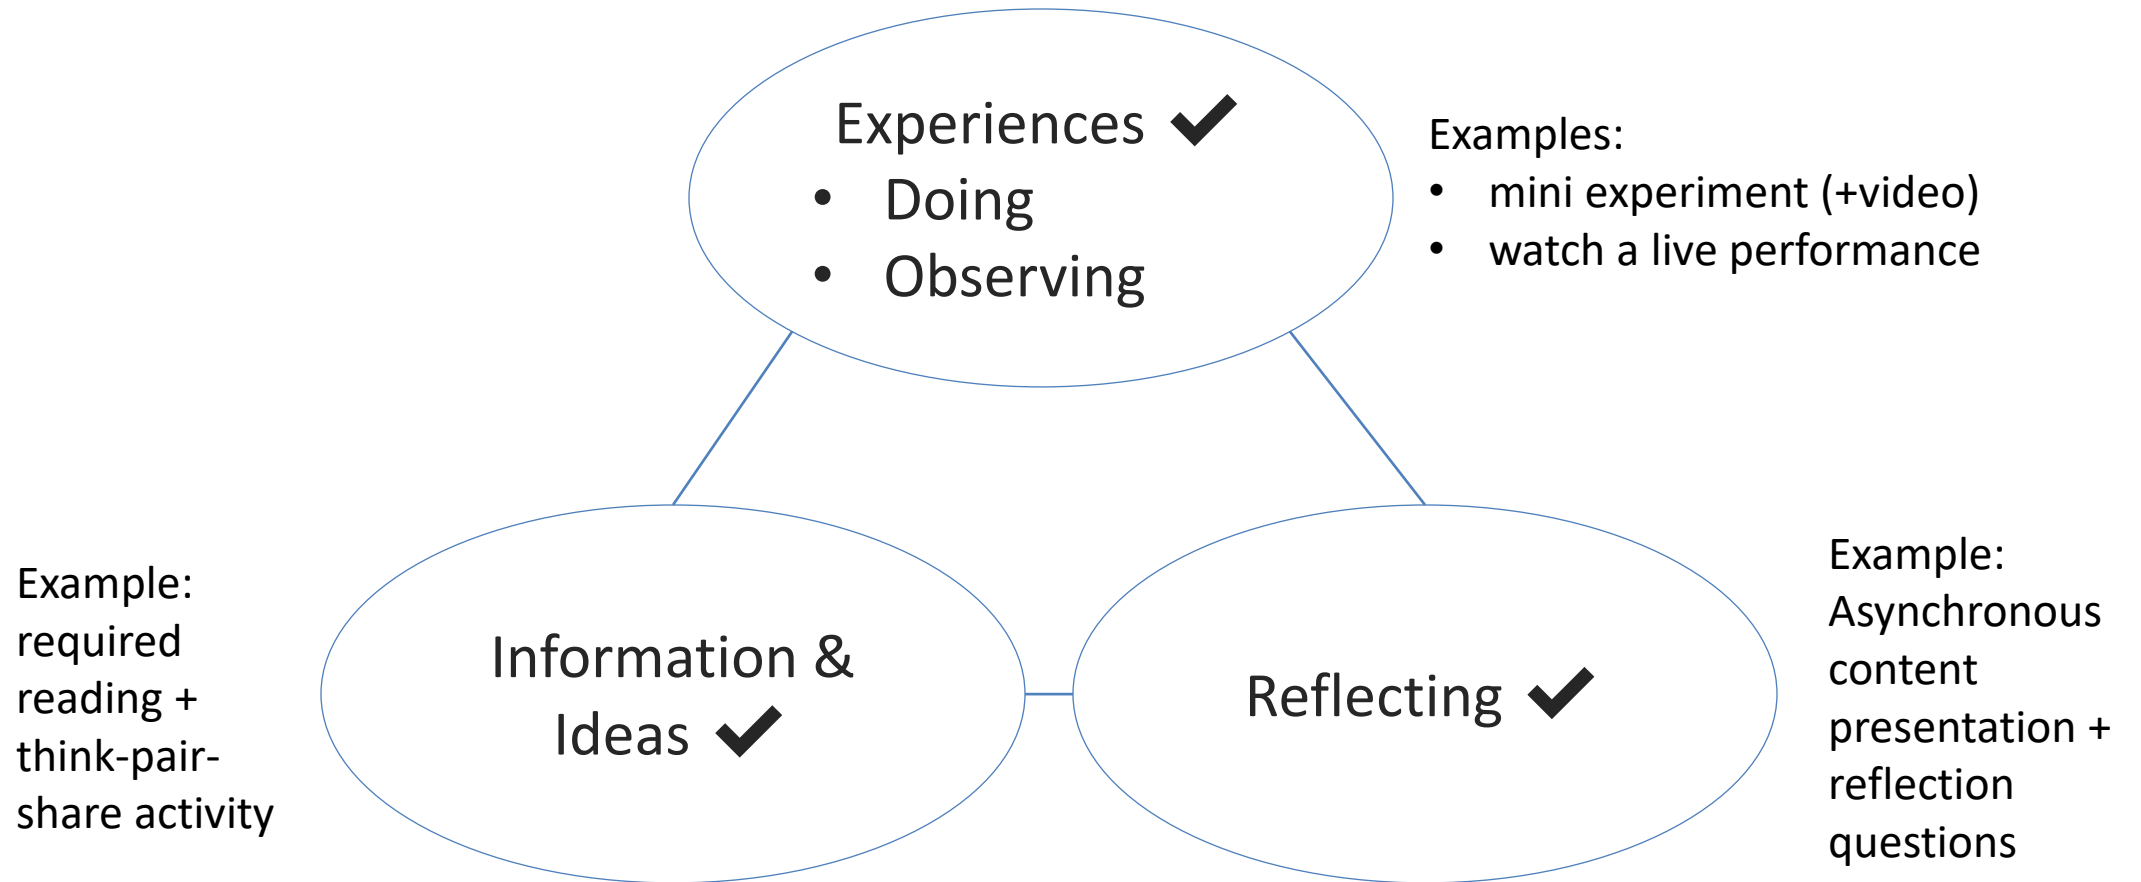 Experiences ✔
• Doing
• Observing
Examples:
• mini experiment (+video)
• watch a live performance
Example:
required
reading +
think-pair-
share activity
Information &
Ideas ✔
Reflecting ✔
Example:
Asynchronous
content
presentation +
reflection
questions